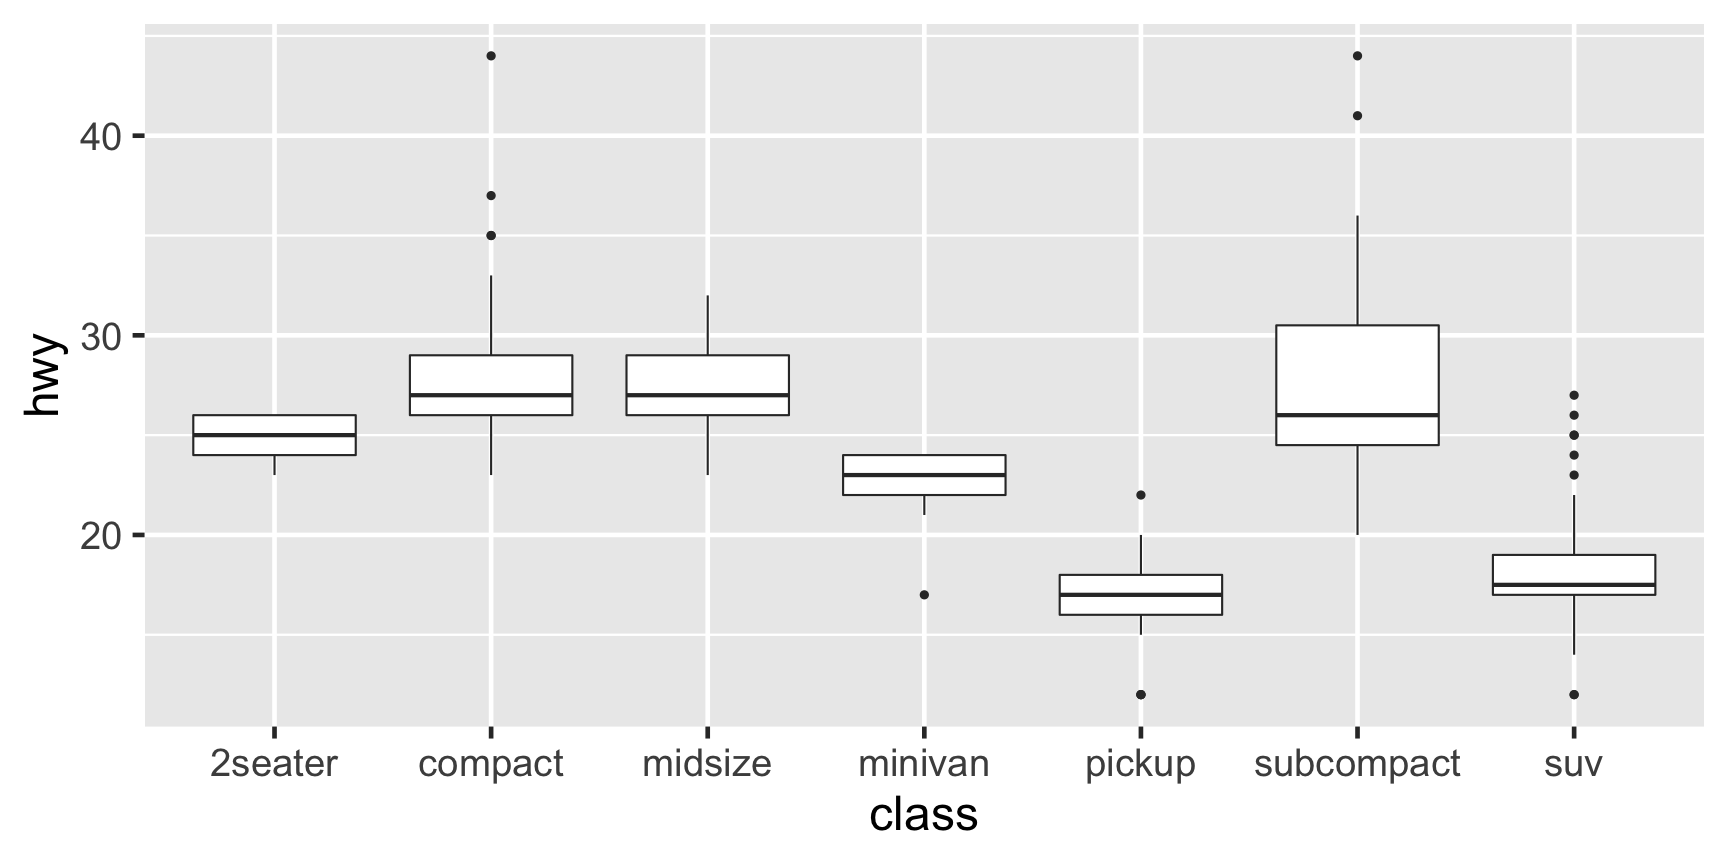 hwy
40
30
20
2seater compact midsize minivan pickup subcompact suv
class